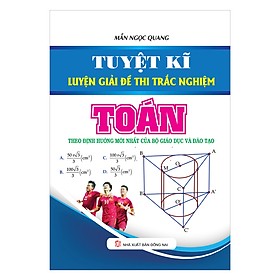 MẪN NGỌC QUANG
TUYỆT KĨ
LUYỆN GIẢI ĐỀ THI TRẮC NGHIỆM
TOÁN
THEO ĐỊNH HƯỚNG MỚI NHẤT CỦA BỘ GIÁO DỤC VÀ ĐÀO TẠO
NHÀ XUẤT BẢN ĐỒNG NAI